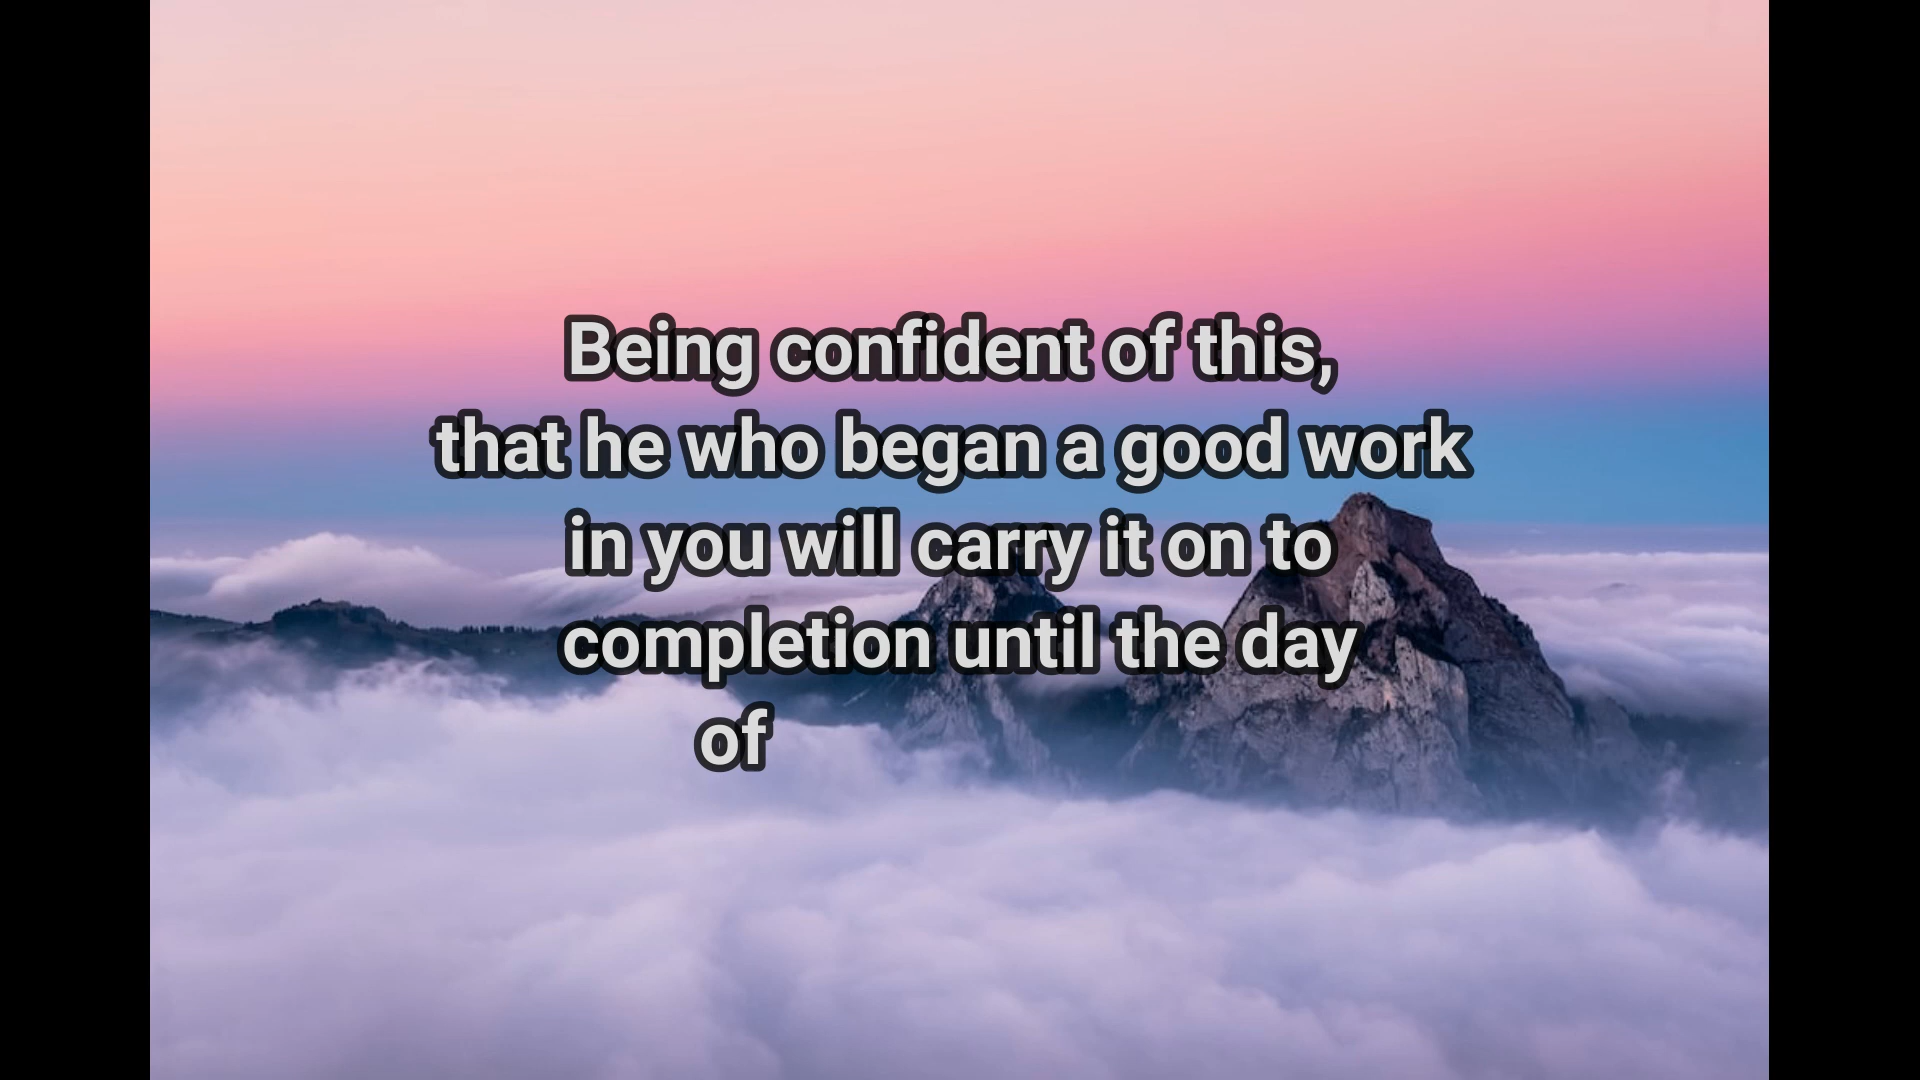 Being confident of this,
that he who began a good work
in you will carry it on to
completion until the day
of